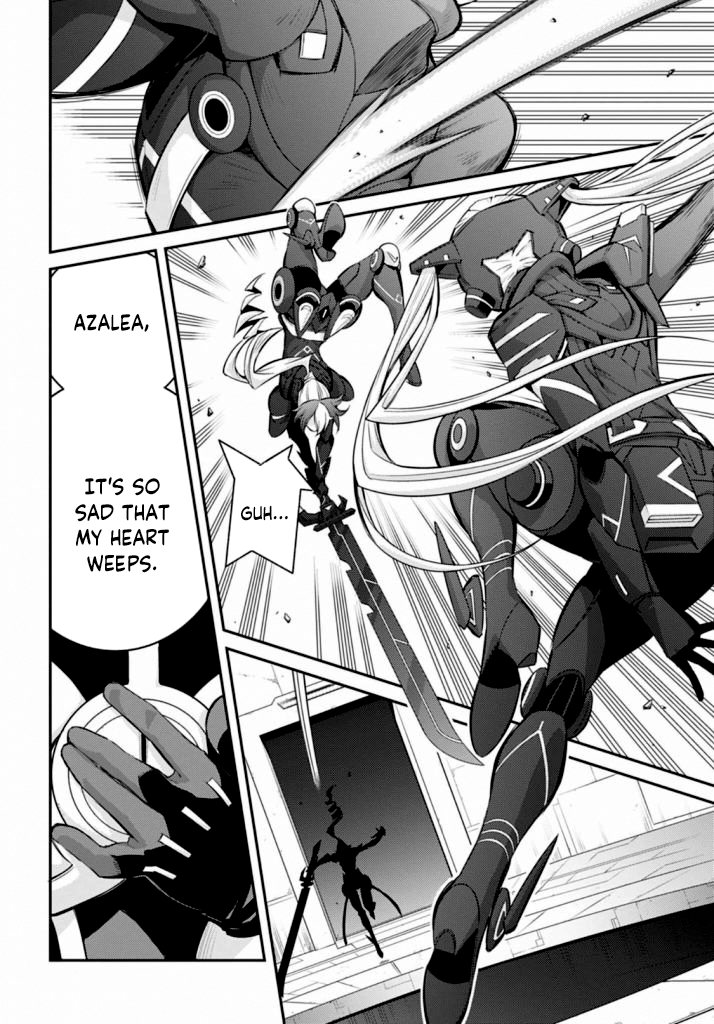 GUH...
AZALEA,
IT'S SO
SAD THAT
MY HEART
WEEPS.